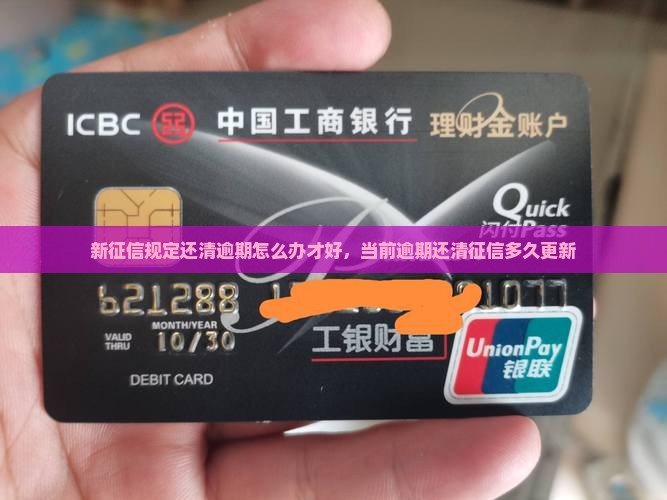 ICBC 中国工商银行 理财金账户
Quick
闪付Pass
新征信规定还清逾期怎么办才好，当前逾期还清征信多久更新
621288 1077
MONTH/YEAR
VALID THRU 10/30
工银财富
DEBIT CARD
UnionPay
银联